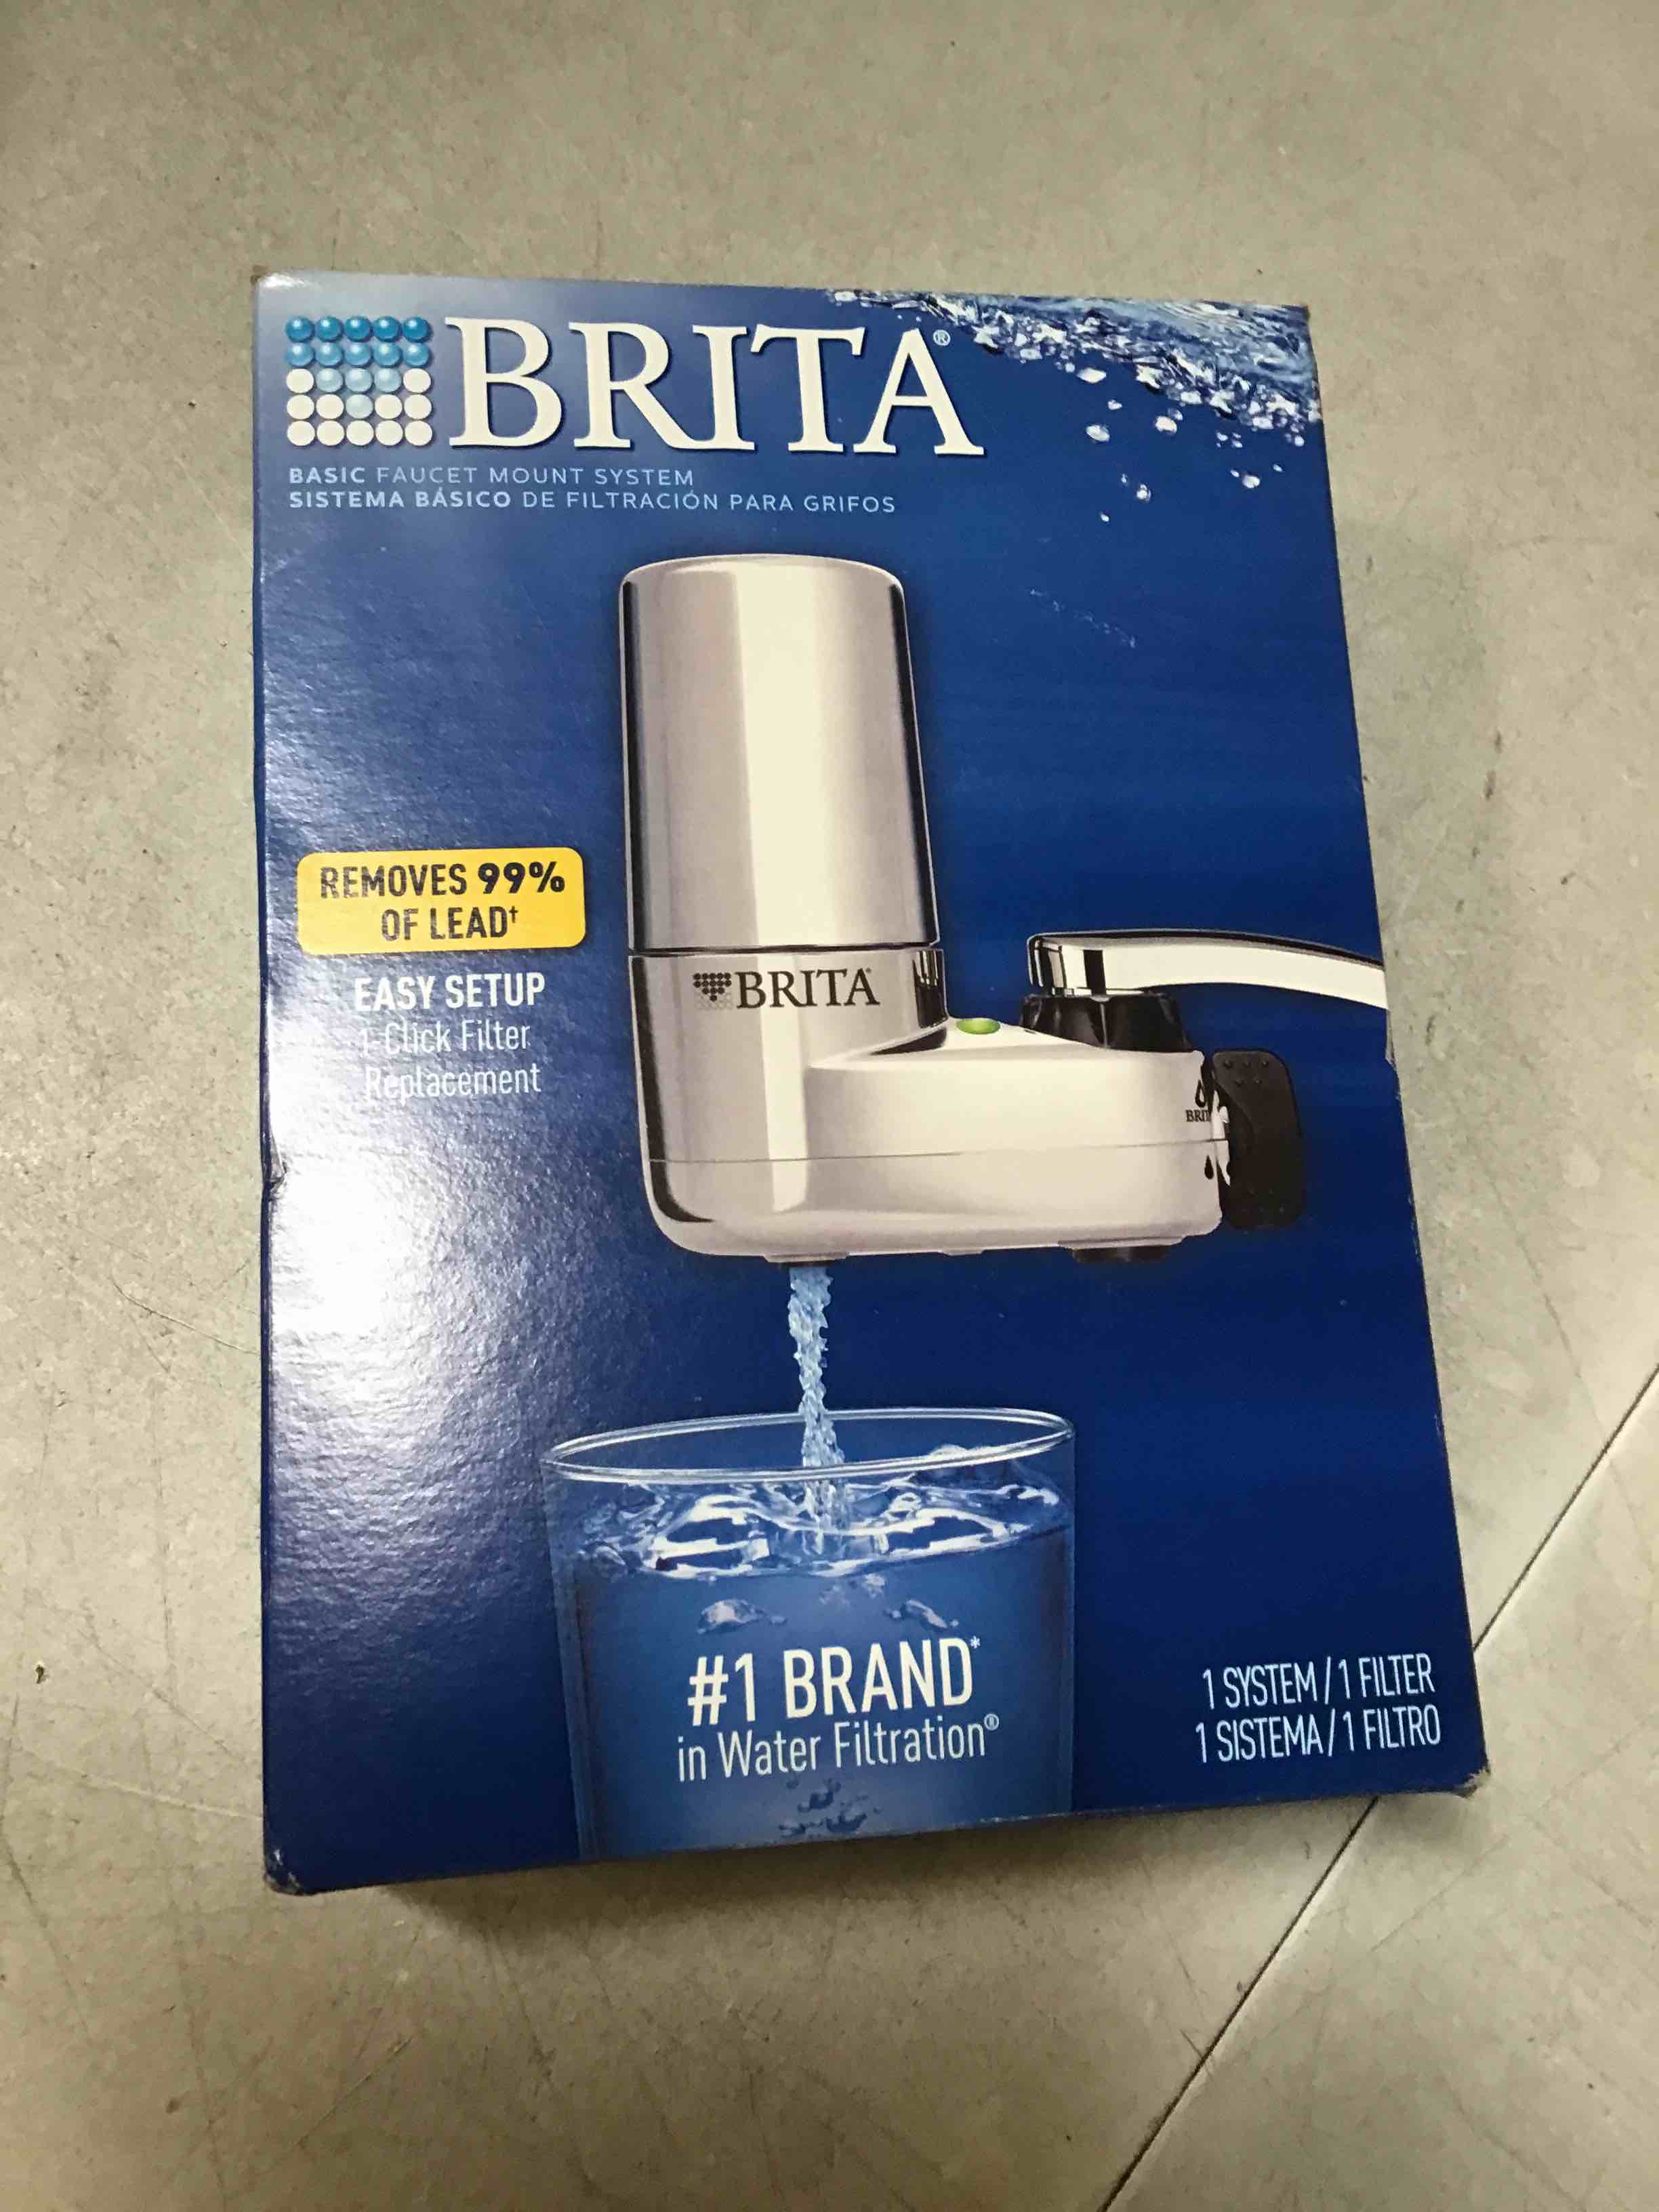 BRITA®
BASIC FAUCET MOUNT SYSTEM
SISTEMA BÁSICO DE FILTRACIÓN PARA GRIFOS
REMOVES 99%
OF LEAD†
EASY SETUP
1-Click Filter
Replacement
BRITA®
BRIT
#1 BRAND*
in Water Filtration®
1 SYSTEM / 1 FILTER
1 SISTEMA / 1 FILTRO